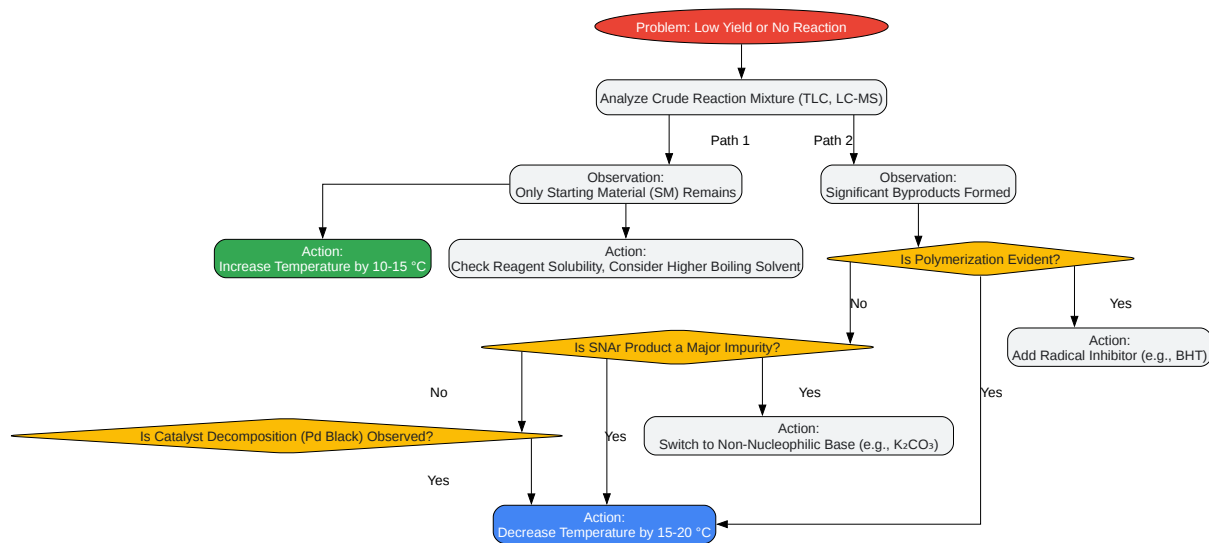 Problem: Low Yield or No Reaction
Analyze Crude Reaction Mixture (TLC, LC-MS)
Path 1
Path 2
Observation:
Only Starting Material (SM) Remains
Observation:
Significant Byproducts Formed
Action:
Increase Temperature by 10-15 °C
Action:
Check Reagent Solubility, Consider Higher Boiling Solvent
Is Polymerization Evident?
No
Yes
Action:
Add Radical Inhibitor (e.g., BHT)
Is SNAr Product a Major Impurity?
No
Yes
Yes
Is Catalyst Decomposition (Pd Black) Observed?
Yes
Action:
Switch to Non-Nucleophilic Base (e.g., K₂CO₃)
Yes
Action:
Decrease Temperature by 15-20 °C